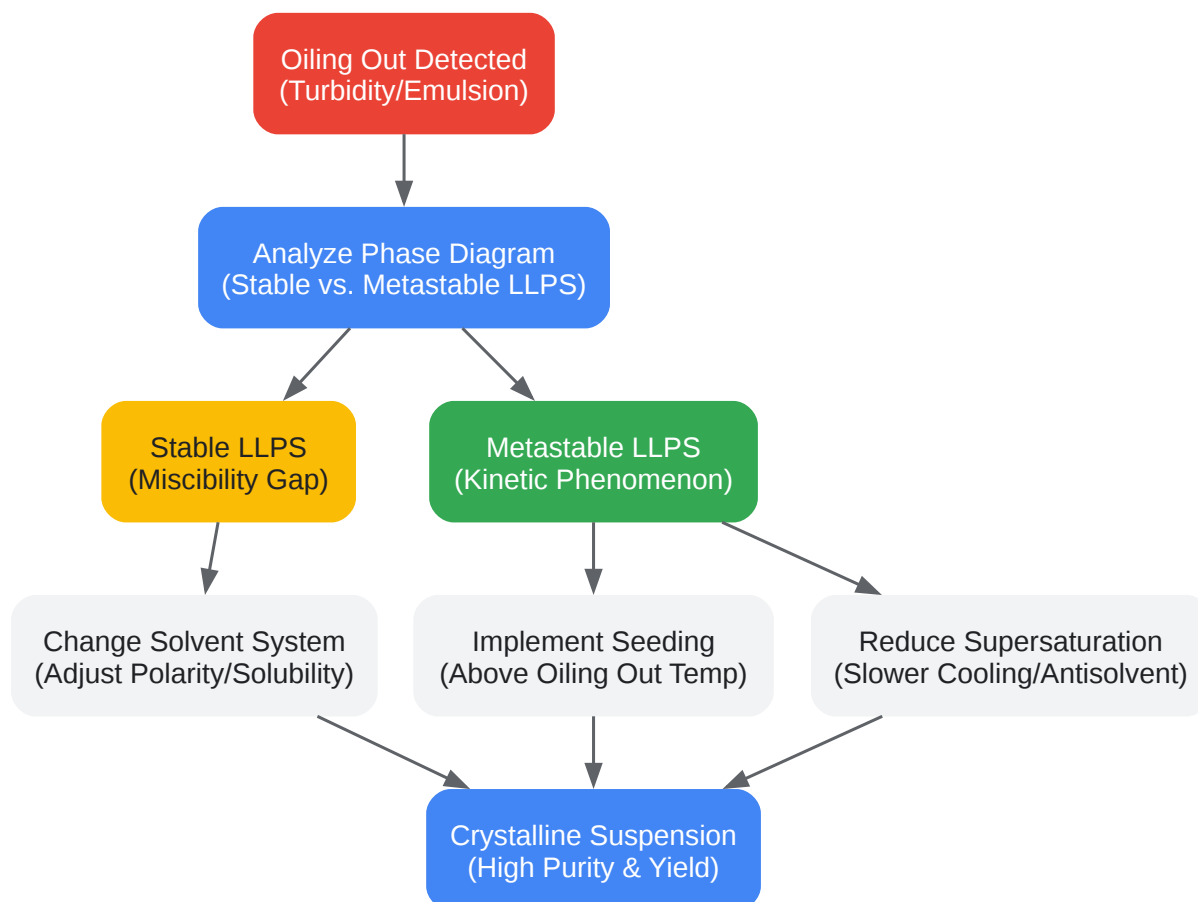 Oiling Out Detected
(Turbidity/Emulsion)
Analyze Phase Diagram
(Stable vs. Metastable LLPS)
Stable LLPS
(Miscibility Gap)
Metastable LLPS
(Kinetic Phenomenon)
Change Solvent System
(Adjust Polarity/Solubility)
Implement Seeding
(Above Oiling Out Temp)
Reduce Supersaturation
(Slower Cooling/Antisolvent)
Crystalline Suspension
(High Purity & Yield)